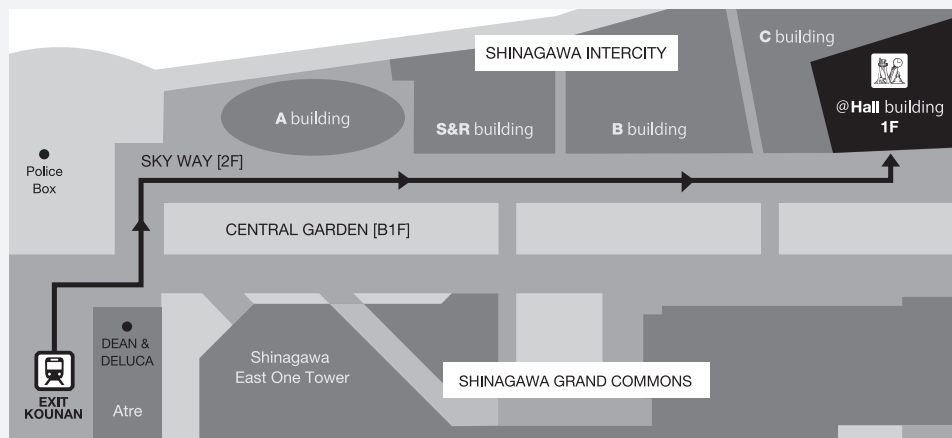 SHINAGAWA INTERCITY
C building
@Hall building
1F
A building
S&R building
B building
SKY WAY [2F]
Police
Box
CENTRAL GARDEN [B1F]
DEAN &
DELUCA
Shinagawa
East One Tower
SHINAGAWA GRAND COMMONS
EXIT
KOUNAN
Atre